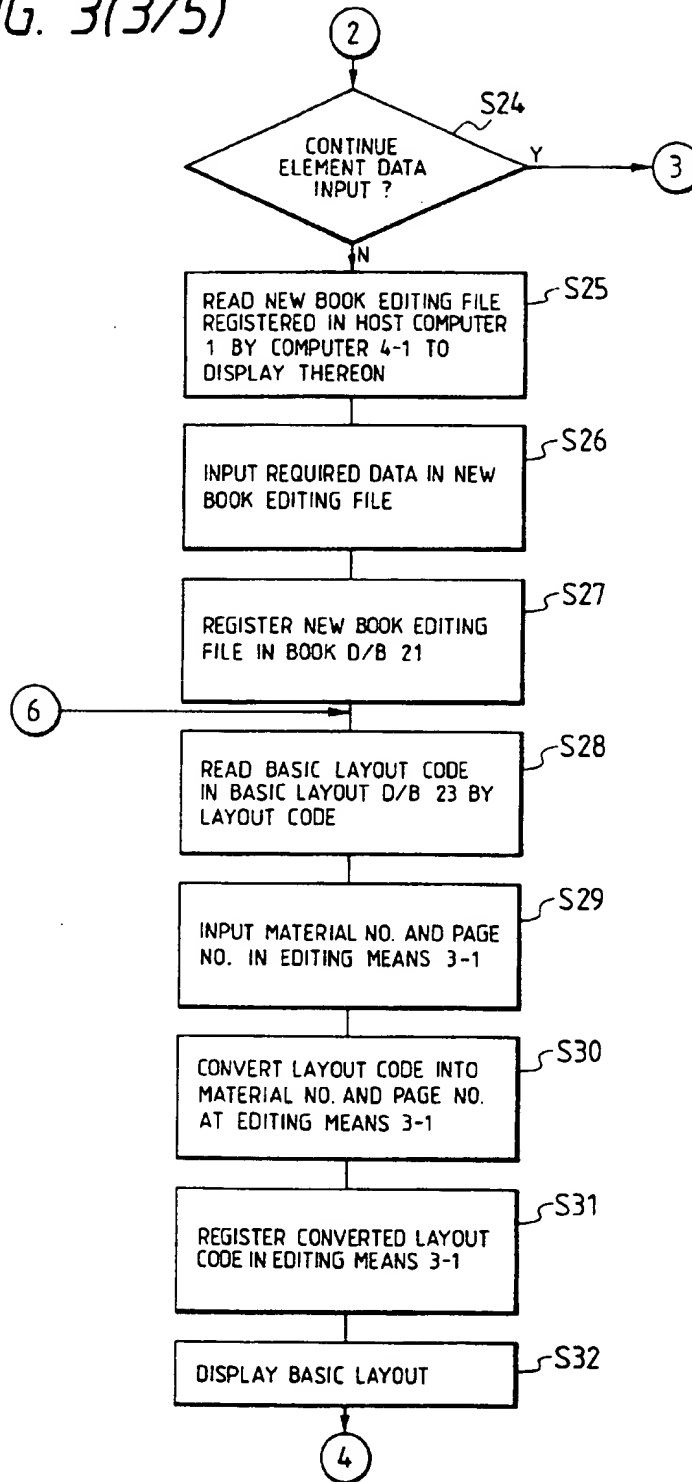 FIG. 3(3/5)
2
S24
CONTINUE
ELEMENT DATA
INPUT ?
Y
3
N
S25
READ NEW BOOK EDITING FILE
REGISTERED IN HOST COMPUTER
1 BY COMPUTER 4-1 TO
DISPLAY THEREON
S26
INPUT REQUIRED DATA IN NEW
BOOK EDITING FILE
S27
REGISTER NEW BOOK EDITING
FILE IN BOOK D/B 21
6
S28
READ BASIC LAYOUT CODE
IN BASIC LAYOUT D/B 23 BY
LAYOUT CODE
S29
INPUT MATERIAL NO. AND PAGE
NO. IN EDITING MEANS 3-1
S30
CONVERT LAYOUT CODE INTO
MATERIAL NO. AND PAGE NO.
AT EDITING MEANS 3-1
S31
REGISTER CONVERTED LAYOUT
CODE IN EDITING MEANS 3-1
S32
DISPLAY BASIC LAYOUT
4